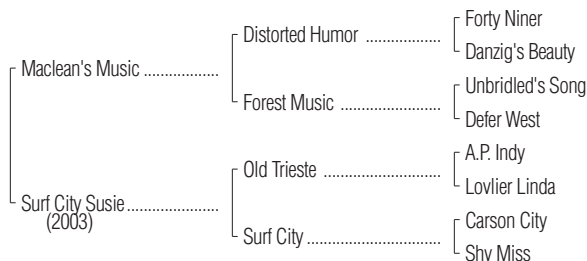 Forty Niner
Distorted Humor ....................
Danzig's Beauty
Maclean's Music ..................
Unbridled's Song
Forest Music ..........................
Defer West
A.P. Indy
Old Trieste ..............................
Lovlier Linda
Surf City Susie ......................
(2003)
Carson City
Surf City..................................
Shy Miss